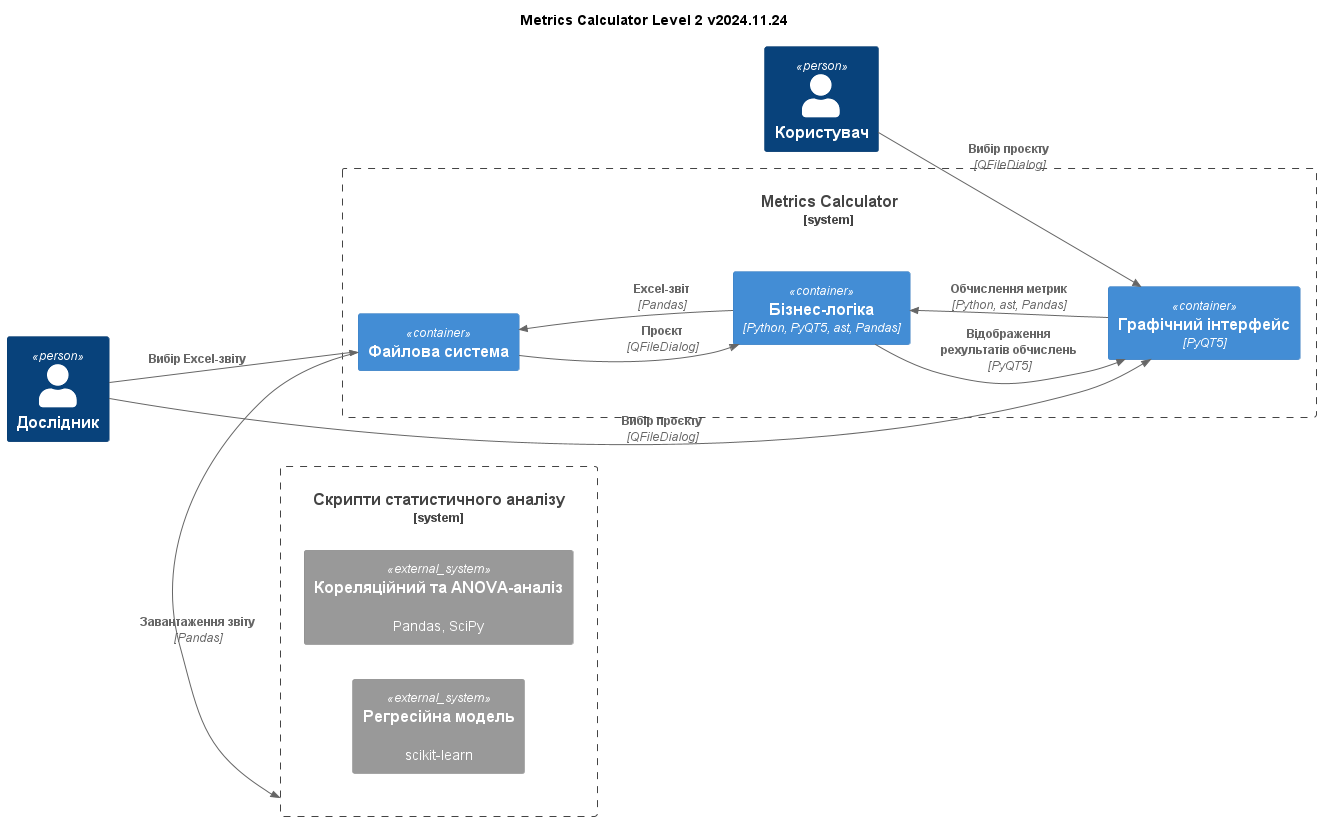 Metrics Calculator Level 2 v2024.11.24
«person»
Користувач
Вибір проєкту
[QFileDialog]
Metrics Calculator
[system]
Excel-звіт
[Pandas]
Проєкт
[QFileDialog]
«container»
Бізнес-логіка
[Python, PyQT5, ast, Pandas]
Обчислення метрик
[Python, ast, Pandas]
Відображення
рехультатів обчислень
[PyQT5]
«container»
Графічний інтерфейс
[PyQT5]
«container»
Файлова система
«person»
Дослідник
Вибір Excel-звіту
Вибір проєкту
[QFileDialog]
Скрипти статистичного аналізу
[system]
«external_system»
Кореляційний та ANOVA-аналіз
Pandas, SciPy
Завантаження звіту
[Pandas]
«external_system»
Регресійна модель
scikit-learn